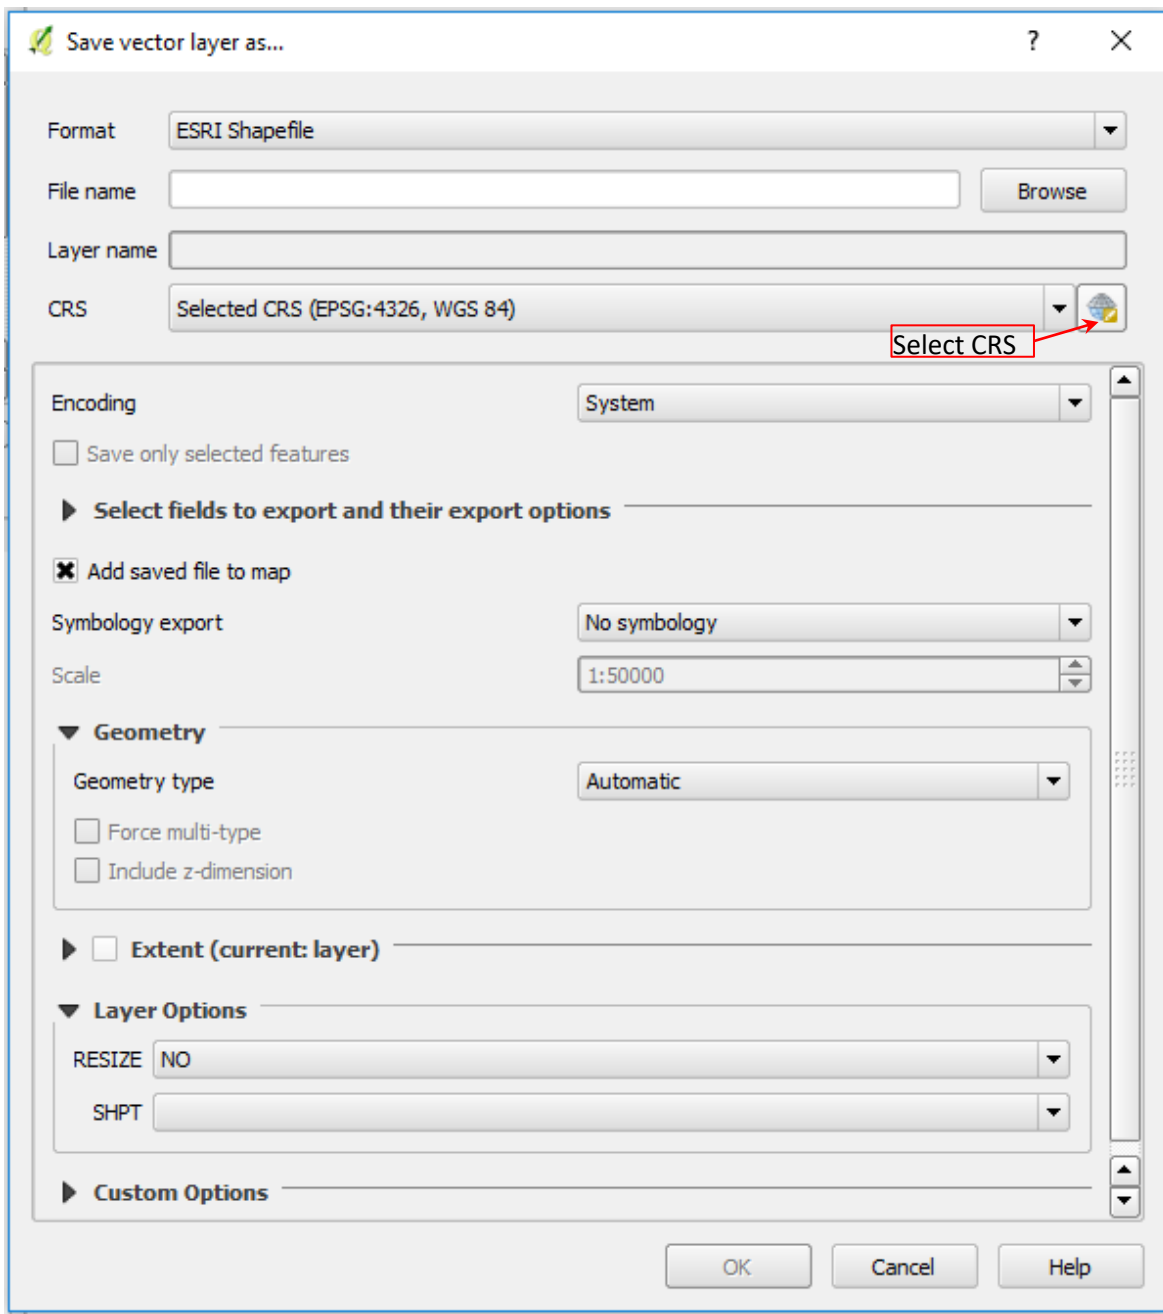 Save vector layer as...
?
Format ESRI Shapefile
File name Browse
Layer name
CRS Selected CRS (EPSG:4326, WGS 84)
Select CRS
Encoding System
Save only selected features
Select fields to export and their export options
Add saved file to map
Symbology export No symbology
Scale 1:50000
Geometry
Geometry type Automatic
Force multi-type
Include z-dimension
Extent (current: layer)
Layer Options
RESIZE NO
SHPT
Custom Options
OK Cancel Help